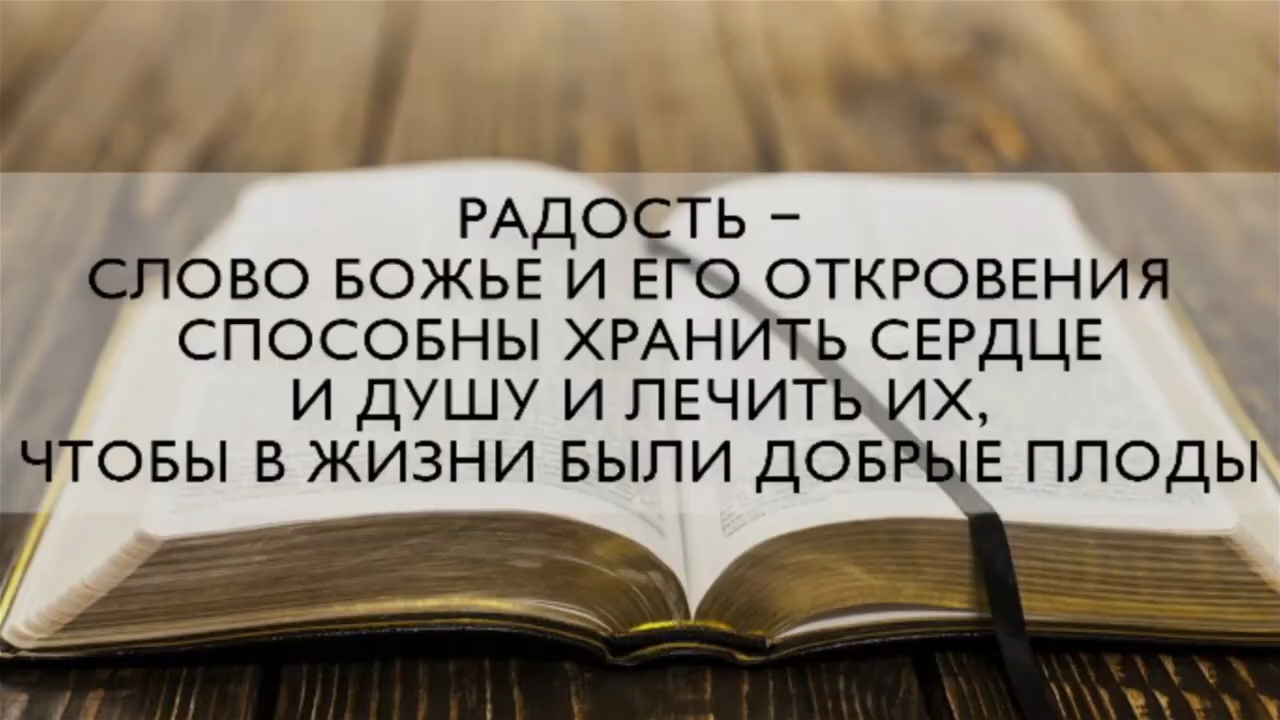 РАДОСТЬ –
СЛОВО БОЖЬЕ И ЕГО ОТКРОВЕНИЯ
СПОСОБНЫ ХРАНИТЬ СЕРДЦЕ
И ДУШУ И ЛЕЧИТЬ ИХ,
ЧТОБЫ В ЖИЗНИ БЫЛИ ДОБРЫЕ ПЛОДЫ